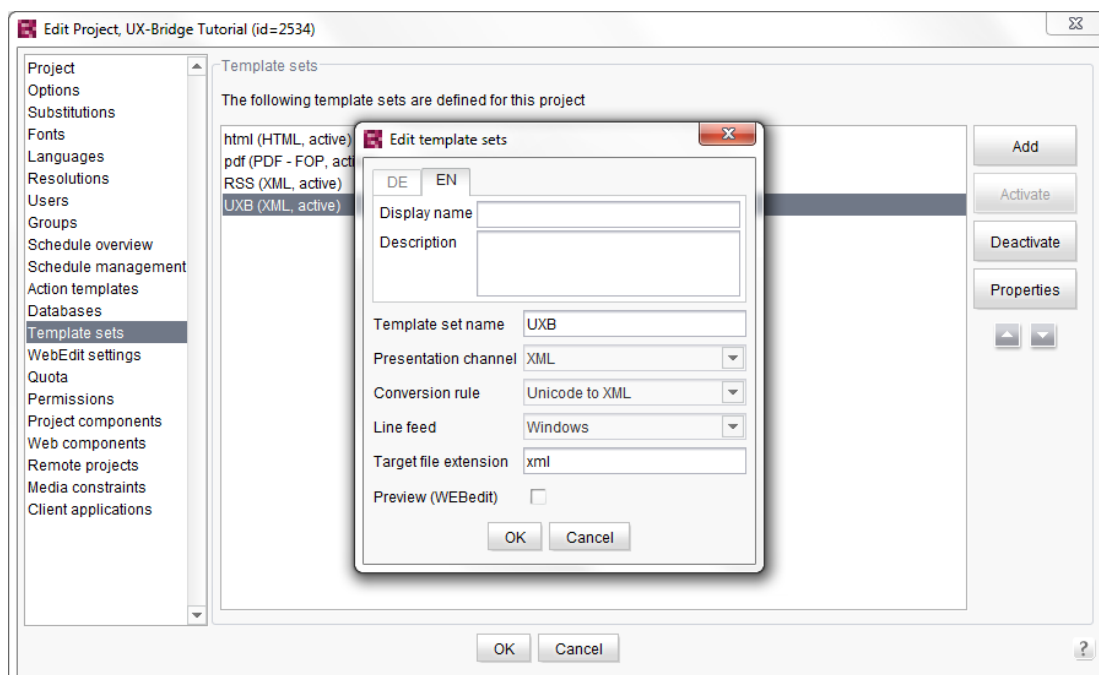 Edit Project, UX-Bridge Tutorial (id=2534)
Project
Options
Substitutions
Fonts
Languages
Resolutions
Users
Groups
Schedule overview
Schedule management
Action templates
Databases
Template sets
WebEdit settings
Quota
Permissions
Project components
Web components
Remote projects
Media constraints
Client applications
Template sets
The following template sets are defined for this project
html (HTML, active)
pdf (PDF - FOP, acti
RSS (XML, active)
UXB (XML, active)
Edit template sets
DE EN
Display name
Description
Template set name UXB
Presentation channel XML
Conversion rule Unicode to XML
Line feed Windows
Target file extension xml
Preview (WEBedit)
OK Cancel
Add
Activate
Deactivate
Properties
OK Cancel
?